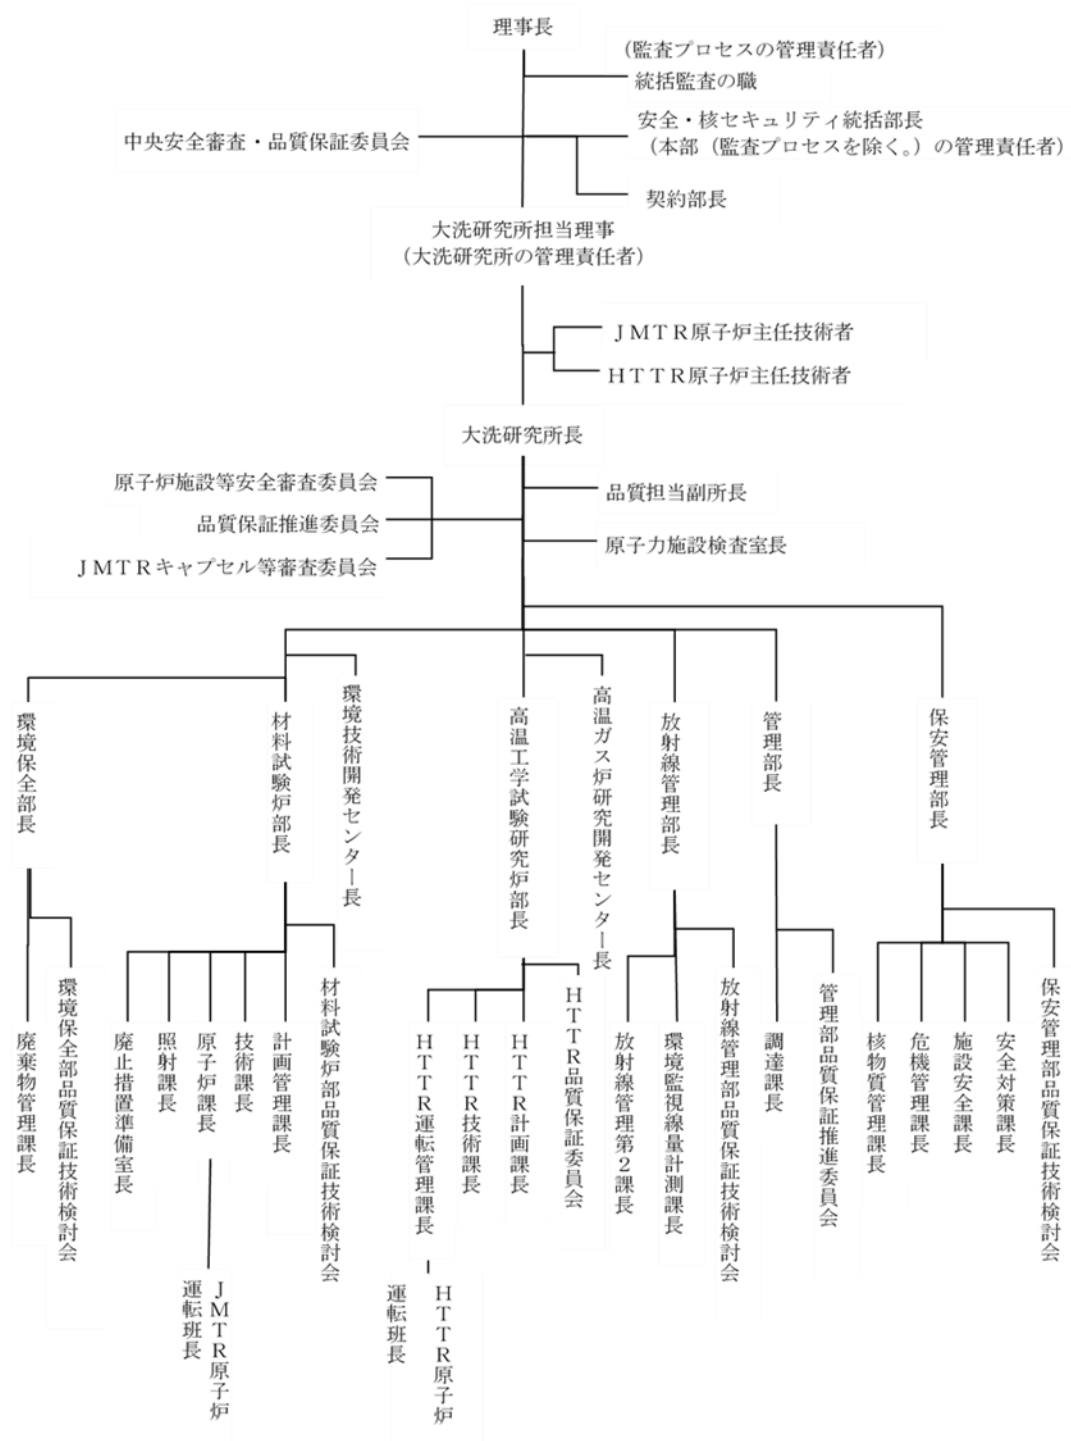 理事長
（監査プロセスの管理責任者）
統括監査の職
中央安全審査・品質保証委員会
安全・核セキュリティ統括部長
（本部（監査プロセスを除く。）の管理責任者）
契約部長
大洗研究所担当理事
（大洗研究所の管理責任者）
ＪＭＴＲ原子炉主任技術者
ＨＴＴＲ原子炉主任技術者
大洗研究所長
原子炉施設等安全審査委員会
品質保証推進委員会
ＪＭＴＲキャプセル等審査委員会
品質担当副所長
原子力施設検査室長
環境保全部長
材料試験炉部長
環境技術開発センター長
高温工学試験研究炉部長
高温ガス炉研究開発センター長
放射線管理部長
管理部長
保安管理部長
廃棄物管理課長
環境保全部品質保証技術検討会
廃止措置準備室長
照射課長
原子炉課長
技術課長
計画管理課長
材料試験炉部品質保証技術検討会
ＨＴＴＲ運転管理課長
ＨＴＴＲ技術課長
ＨＴＴＲ計画課長
ＨＴＴＲ品質保証委員会
放射線管理第２課長
環境監視線量計測課長
放射線管理部品質保証技術検討会
調達課長
管理部品質保証推進委員会
核物質管理課長
危機管理課長
施設安全課長
安全対策課長
保安管理部品質保証技術検討会
ＪＭＴＲ原子炉
運転班長
ＨＴＴＲ原子炉
運転班長